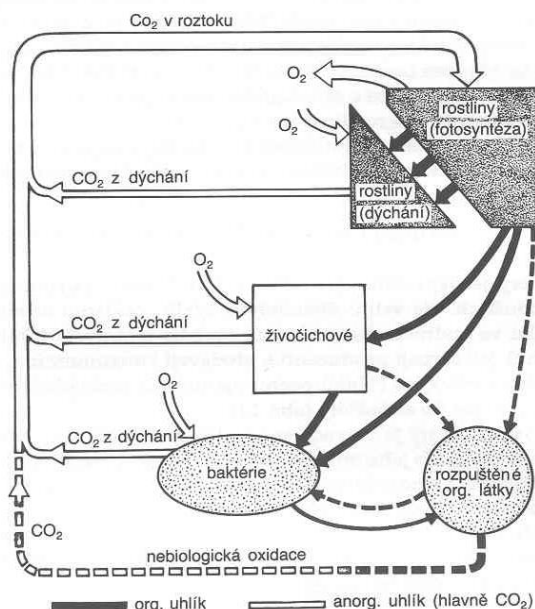 Co₂ v roztoku
O₂
rostliny
(fotosyntéza)
O₂
CO₂ z dýchání
rostliny
(dýchání)
O₂
CO₂ z dýchání
živočichové
O₂
CO₂ z dýchání
baktérie
rozpuštěné
org. látky
CO₂
nebiologická oxidace
org. uhlík
anorg. uhlík (hlavně CO₂)